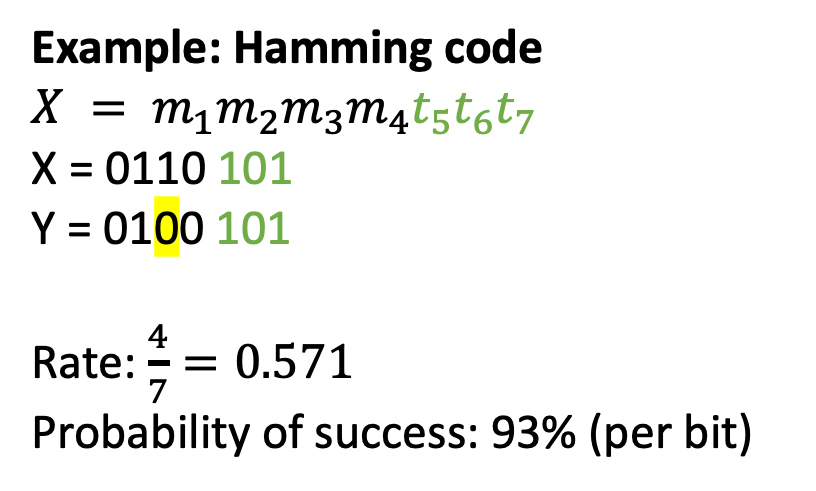 Example: Hamming code
X = m₁m₂m₃m₄t₅t₆t₇
X = 0110 101
Y = 0100 101
Rate: 4/7 = 0.571
Probability of success: 93% (per bit)